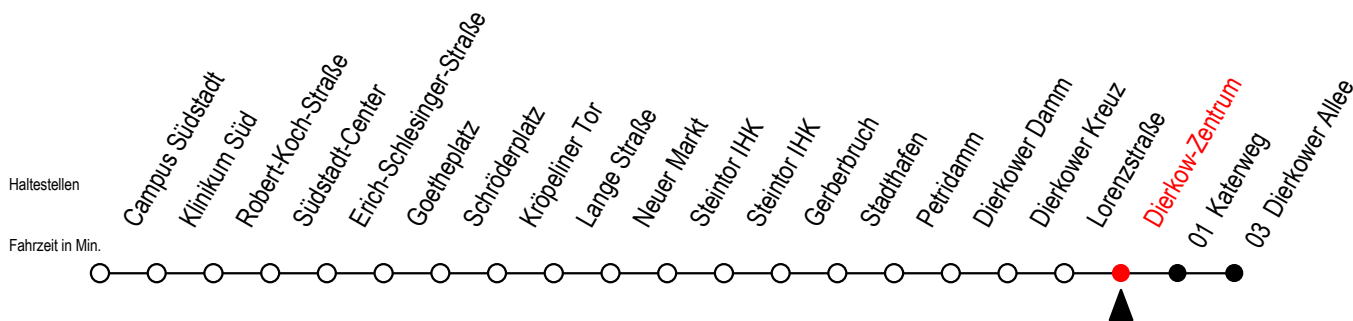 Haltestellen
Campus Südstadt
Klinikum Süd
Robert-Koch-Straße
Südstadt-Center
Erich-Schlesinger-Straße
Goetheplatz
Schröderplatz
Kröpeliner Tor
Lange Straße
Neuer Markt
Steintor IHK
Steintor IHK
Gerberbruch
Stadthafen
Petridamm
Dierkower Damm
Dierkower Kreuz
Lorenzstraße
Dierkow-Zentrum
01 Katerweg
03 Dierkower Allee
Fahrzeit in Min.